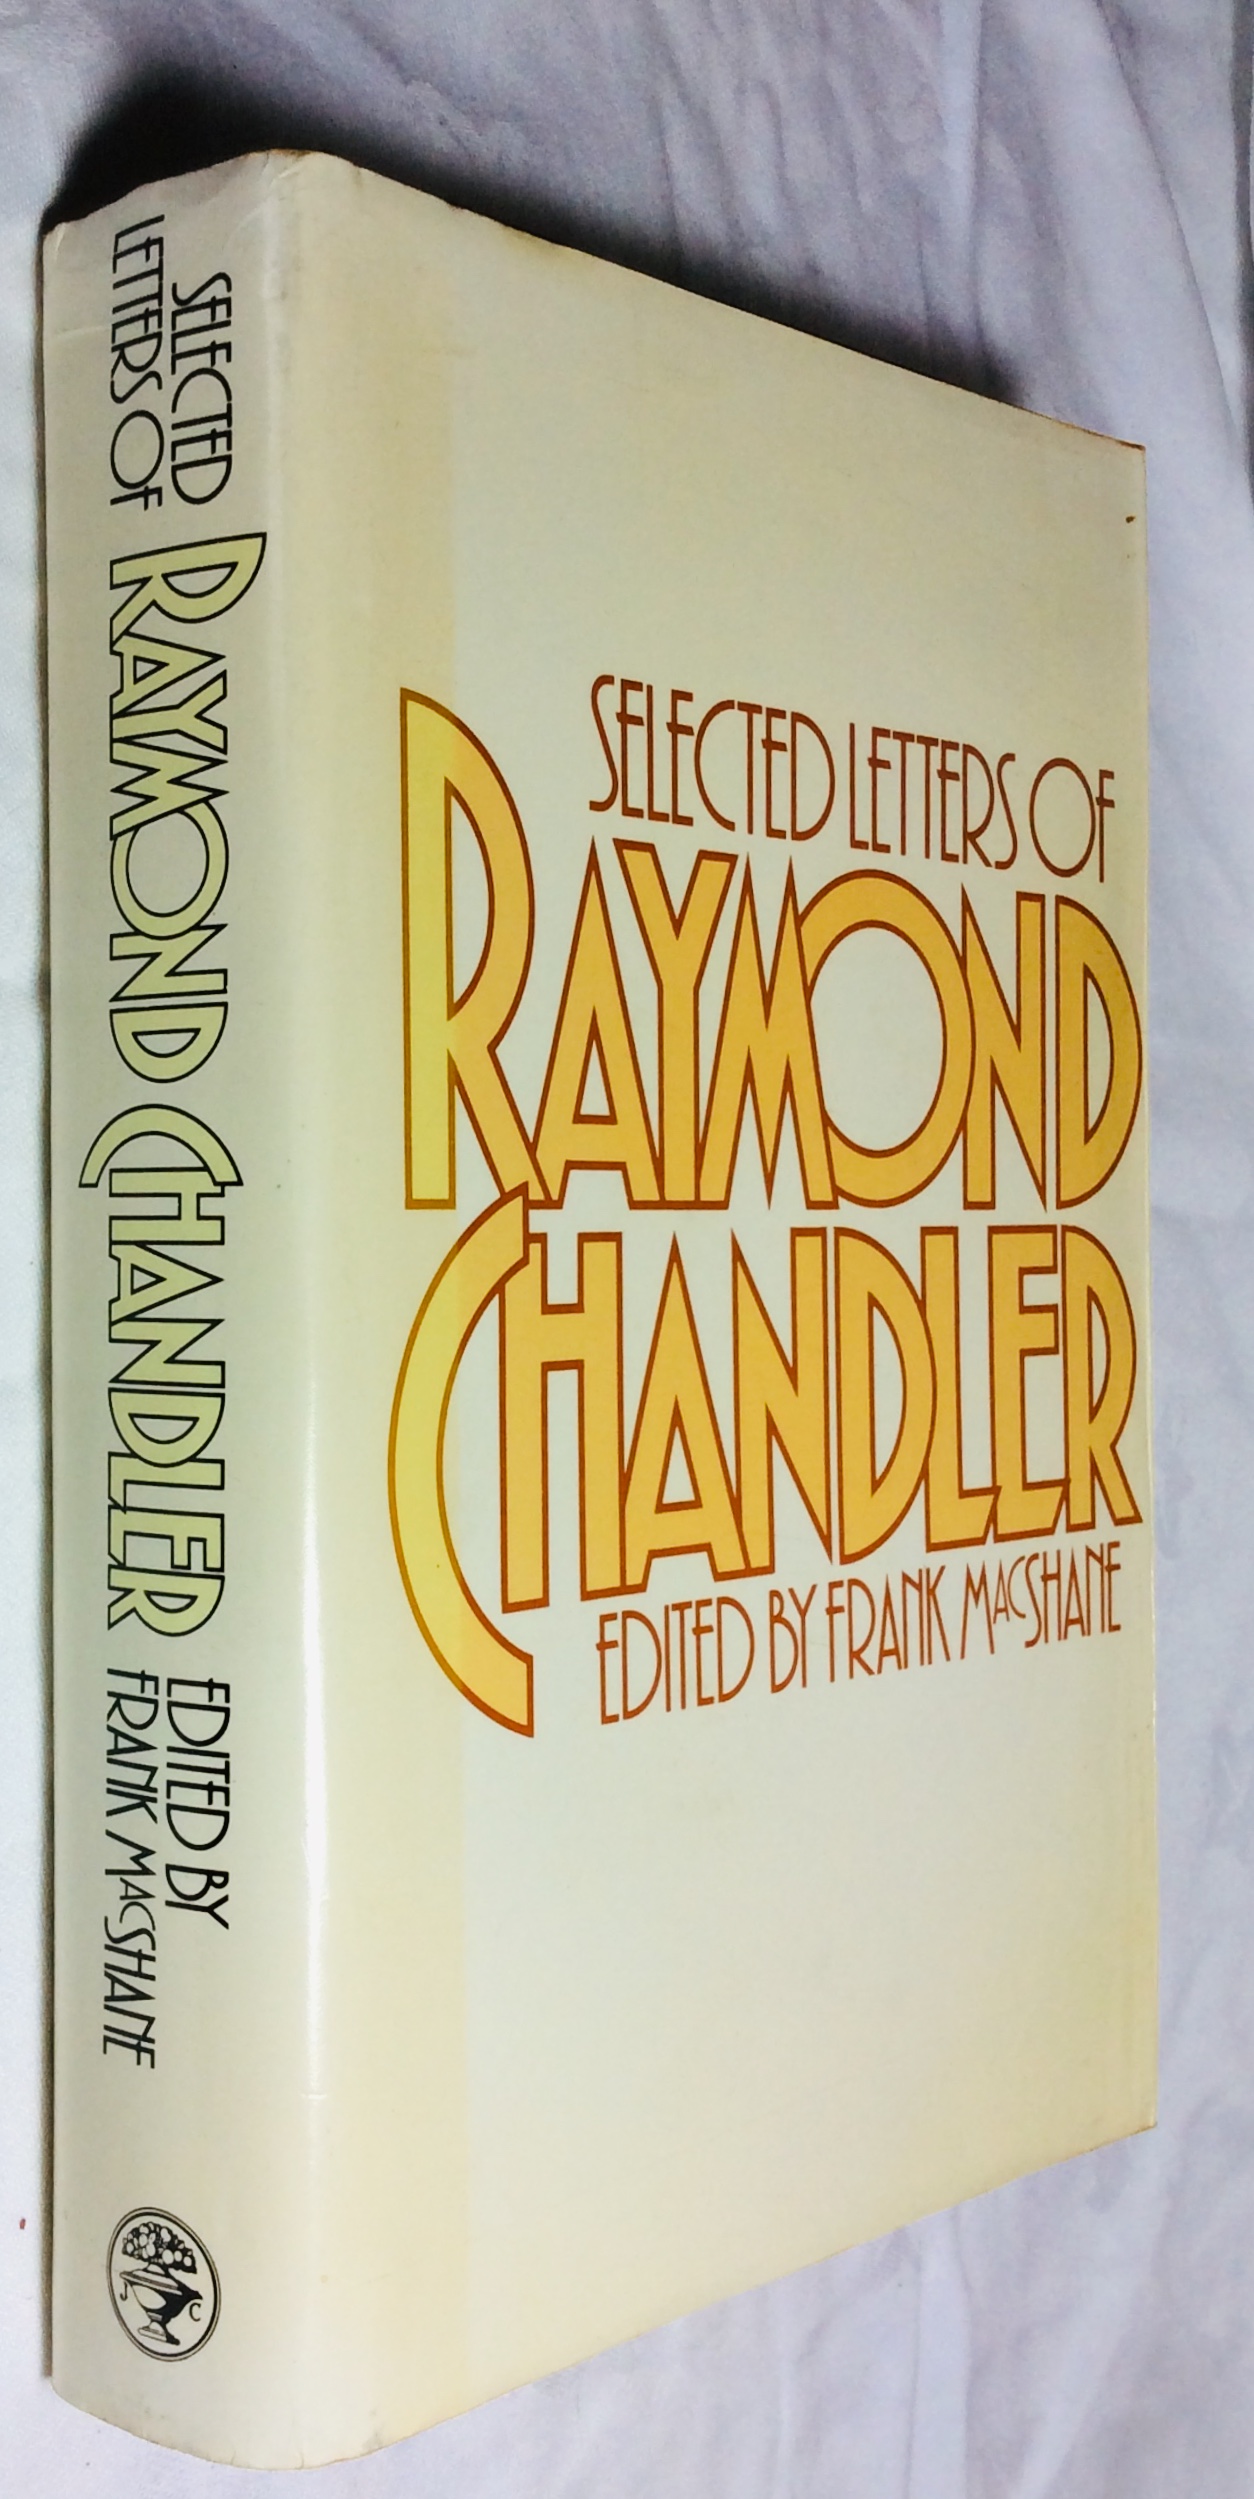 SELECTED
LETTERS OF
RAYMOND CHANDLER
EDITED BY
FRANK MACSHANE
SELECTED LETTERS OF
RAYMOND
CHANDLER
EDITED BY FRANK MACSHANE